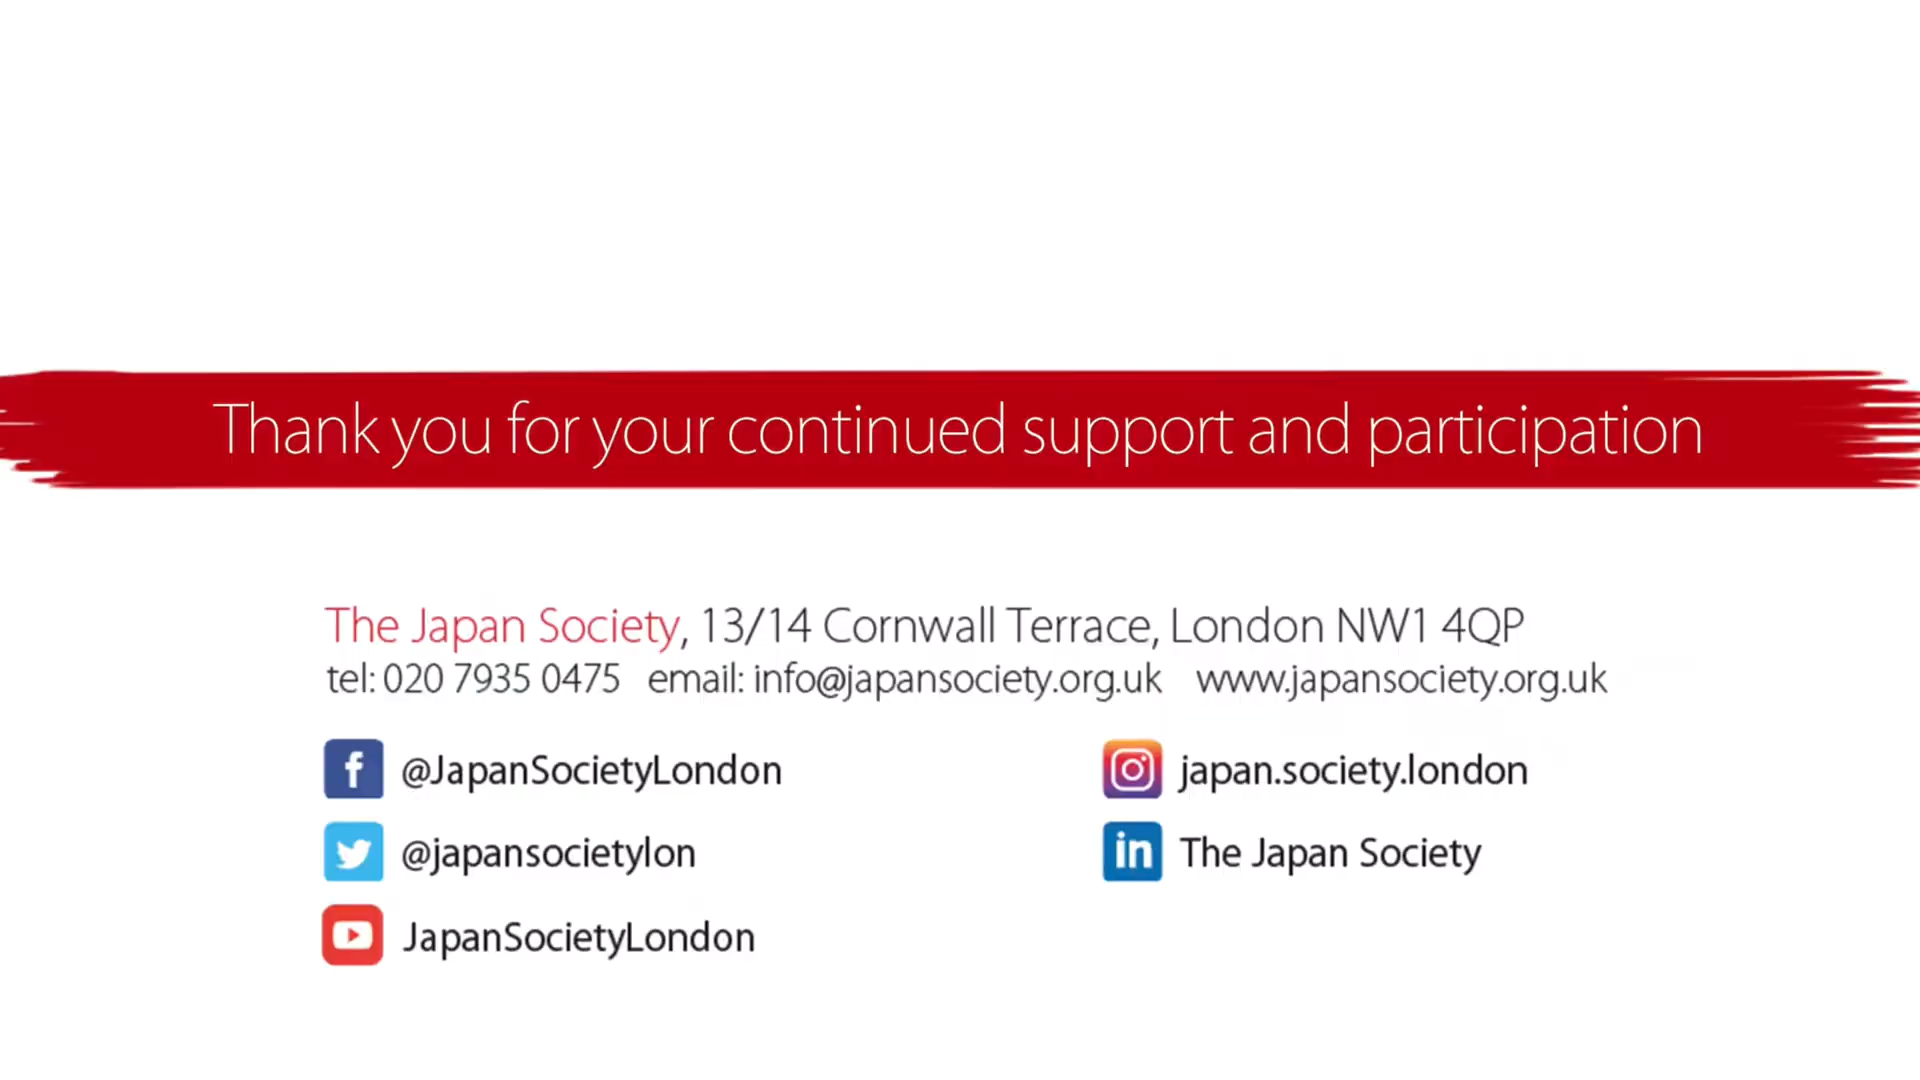 Thank you for your continued support and participation
The Japan Society, 13/14 Cornwall Terrace, London NW1 4QP
tel: 020 7935 0475 email: info@japansociety.org.uk www.japansociety.org.uk
@JapanSocietyLondon
japan.society.london
@japansocietylon
The Japan Society
JapanSocietyLondon